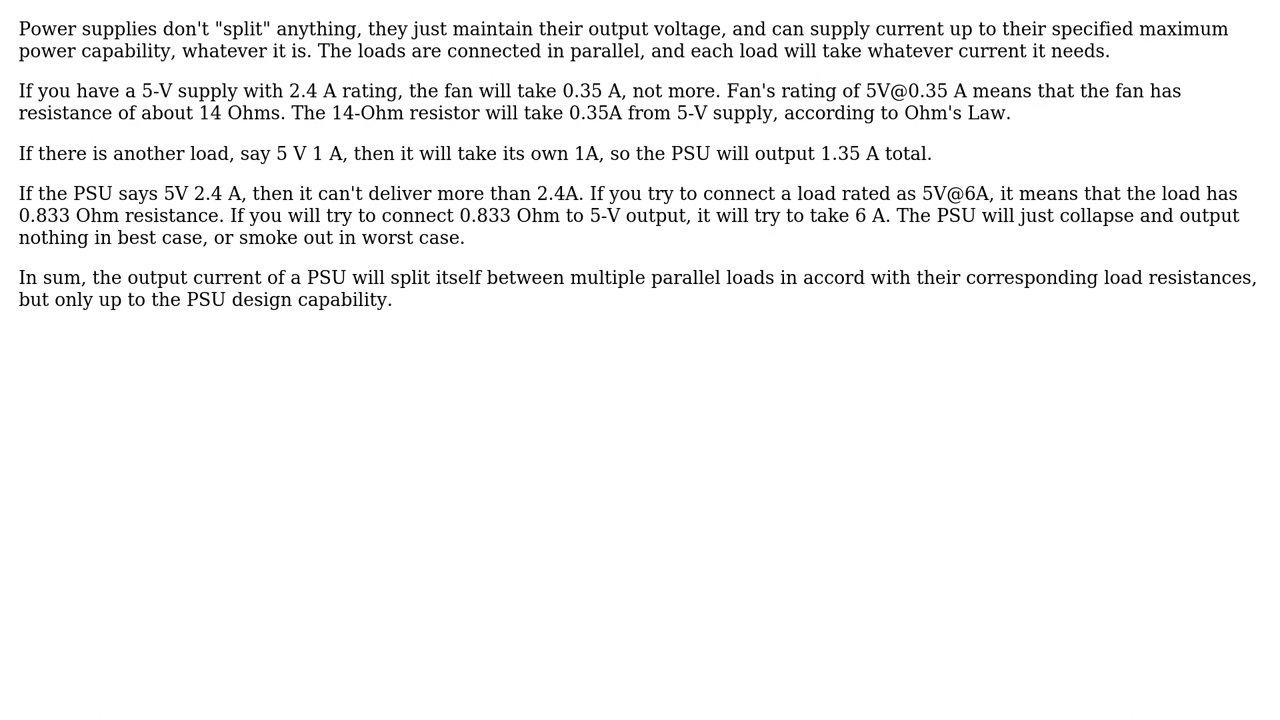 Power supplies don't "split" anything, they just maintain their output voltage, and can supply current up to their specified maximum
power capability, whatever it is. The loads are connected in parallel, and each load will take whatever current it needs.
If you have a 5-V supply with 2.4 A rating, the fan will take 0.35 A, not more. Fan's rating of 5V@0.35 A means that the fan has
resistance of about 14 Ohms. The 14-Ohm resistor will take 0.35A from 5-V supply, according to Ohm's Law.
If there is another load, say 5 V 1 A, then it will take its own 1A, so the PSU will output 1.35 A total.
If the PSU says 5V 2.4 A, then it can't deliver more than 2.4A. If you try to connect a load rated as 5V@6A, it means that the load has
0.833 Ohm resistance. If you will try to connect 0.833 Ohm to 5-V output, it will try to take 6 A. The PSU will just collapse and output
nothing in best case, or smoke out in worst case.
In sum, the output current of a PSU will split itself between multiple parallel loads in accord with their corresponding load resistances,
but only up to the PSU design capability.